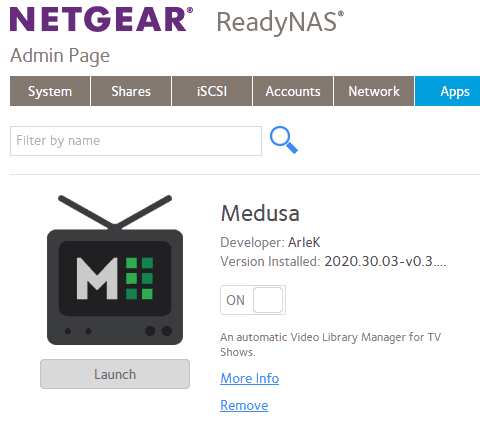 NETGEAR® ReadyNAS®
Admin Page
System Shares iSCSI Accounts Network Apps
Filter by name
M
Medusa
Developer: ArleK
Version Installed: 2020.30.03-v0.3....
ON
An automatic Video Library Manager for TV
Shows.
Launch
More Info
Remove